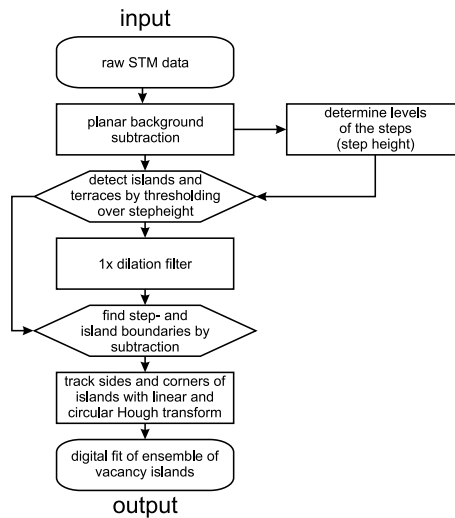 input
raw STM data
planar background
subtraction
determine levels
of the steps
(step height)
detect islands and
terraces by thresholding
over stepheight
1x dilation filter
find step- and
island boundaries by
subtraction
track sides and corners of
islands with linear and
circular Hough transform
digital fit of ensemble of
vacancy islands
output